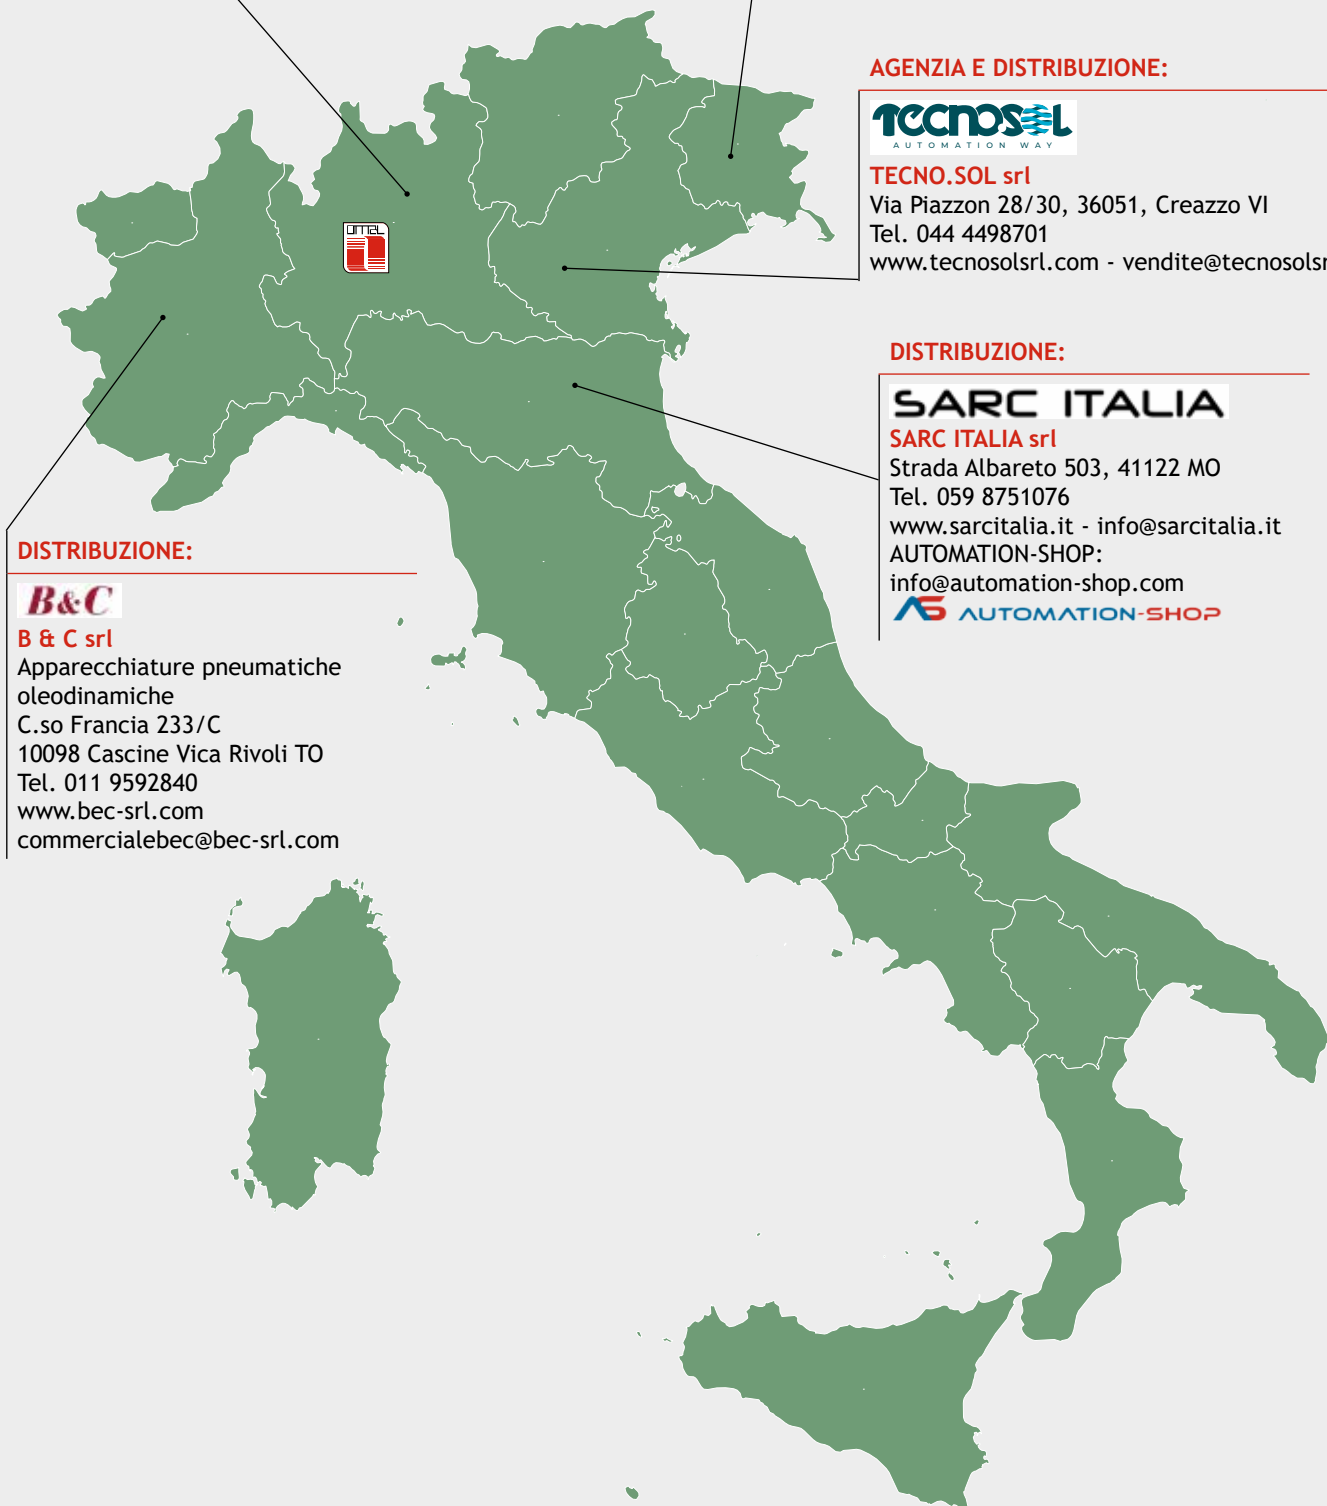 AGENZIA E DISTRIBUZIONE:
TECNOSOL
AUTOMATION WAY
TECNO.SOL srl
Via Piazzon 28/30, 36051, Creazzo VI
Tel. 044 4498701
www.tecnosolsrl.com - vendite@tecnosolsr
DISTRIBUZIONE:
SARC ITALIA
SARC ITALIA srl
Strada Albareto 503, 41122 MO
Tel. 059 8751076
www.sarcitalia.it - info@sarcitalia.it
AUTOMATION-SHOP:
info@automation-shop.com
AS AUTOMATION-SHOP
DISTRIBUZIONE:
B&C
B & C srl
Apparecchiature pneumatiche
oleodinamiche
C.so Francia 233/C
10098 Cascine Vica Rivoli TO
Tel. 011 9592840
www.bec-srl.com
commercialebec@bec-srl.com